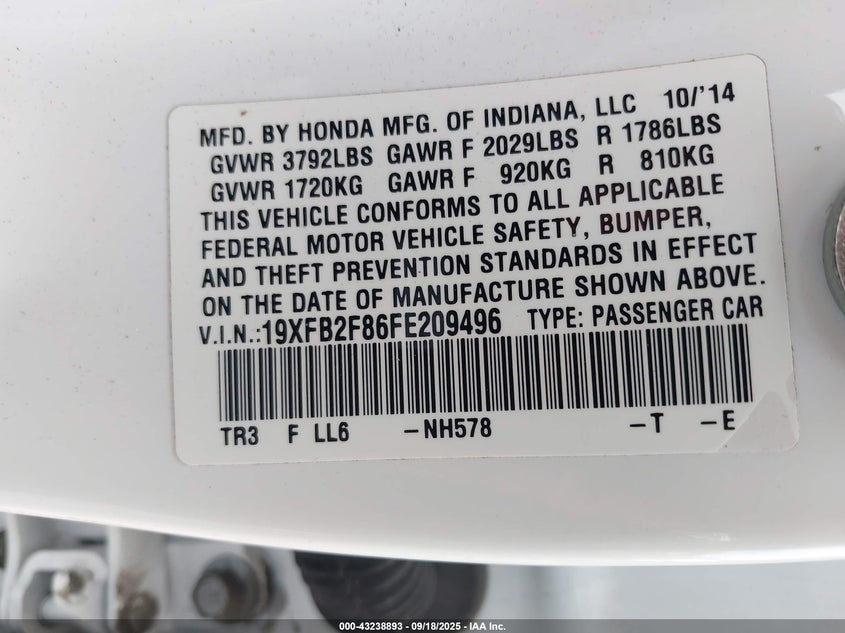 MFD. BY HONDA MFG. OF INDIANA, LLC 10/'14
GVWR 3792LBS GAWR F 2029LBS R 1786LBS
GVWR 1720KG GAWR F 920KG R 810KG
THIS VEHICLE CONFORMS TO ALL APPLICABLE
FEDERAL MOTOR VEHICLE SAFETY, BUMPER,
AND THEFT PREVENTION STANDARDS IN EFFECT
ON THE DATE OF MANUFACTURE SHOWN ABOVE.
V.I.N.:19XFB2F86FE209496 TYPE: PASSENGER CAR
TR3 F LL6 -NH578 -T -E
© 43238893 - 09/18/2025 - IAA Inc.